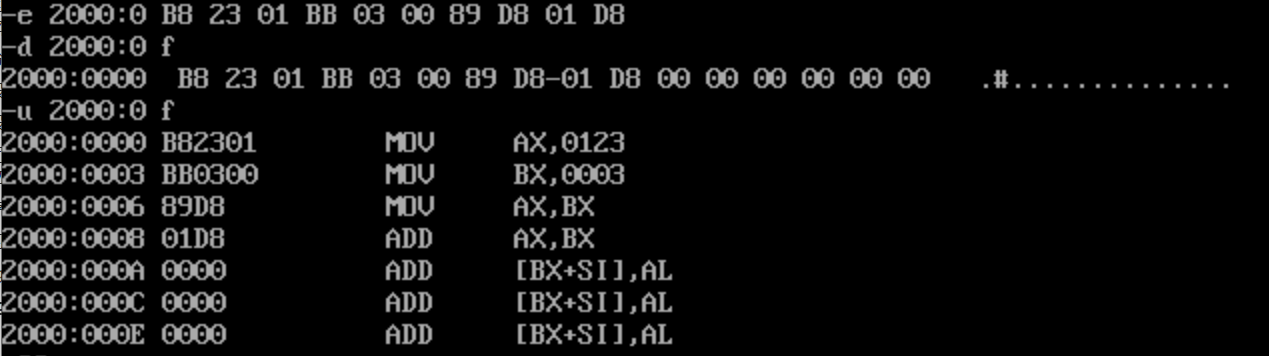 -e 2000:0 B8 23 01 BB 03 00 89 D8 01 D8
-d 2000:0 f
2000:0000  B8 23 01 BB 03 00 89 D8-01 D8 00 00 00 00 00 00   .#..............
-u 2000:0 f
2000:0000 B82301        MOV     AX,0123
2000:0003 BB0300        MOV     BX,0003
2000:0006 89D8          MOV     AX,BX
2000:0008 01D8          ADD     AX,BX
2000:000A 0000          ADD     [BX+SI],AL
2000:000C 0000          ADD     [BX+SI],AL
2000:000E 0000          ADD     [BX+SI],AL